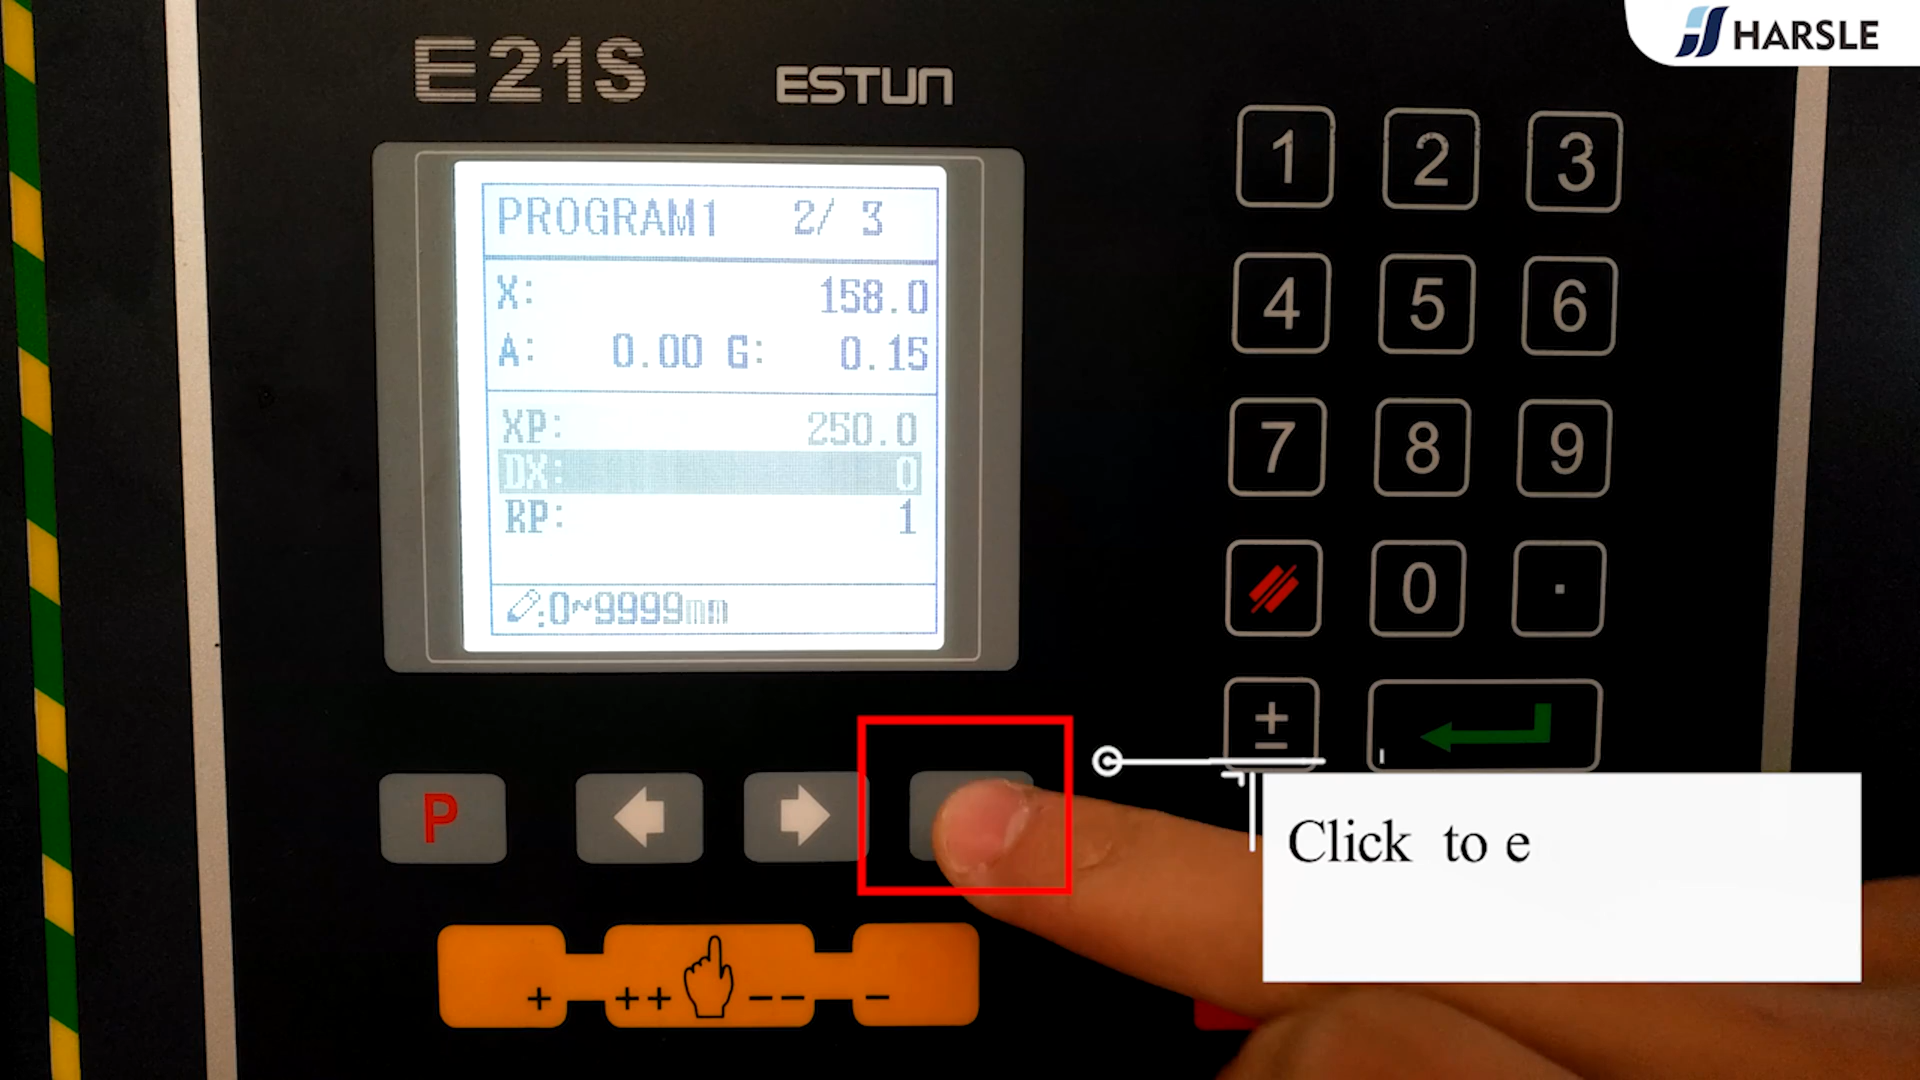 HARSLE
E21S
ESTUN
PROGRAM1 2/ 3
X: 158.0
A: 0.00 G: 0.15
XP: 250.0
DX: 0
RP: 1
:0~9999mm
1 2 3
4 5 6
7 8 9
0 .
±
P
+ ++ -- -
Click to e